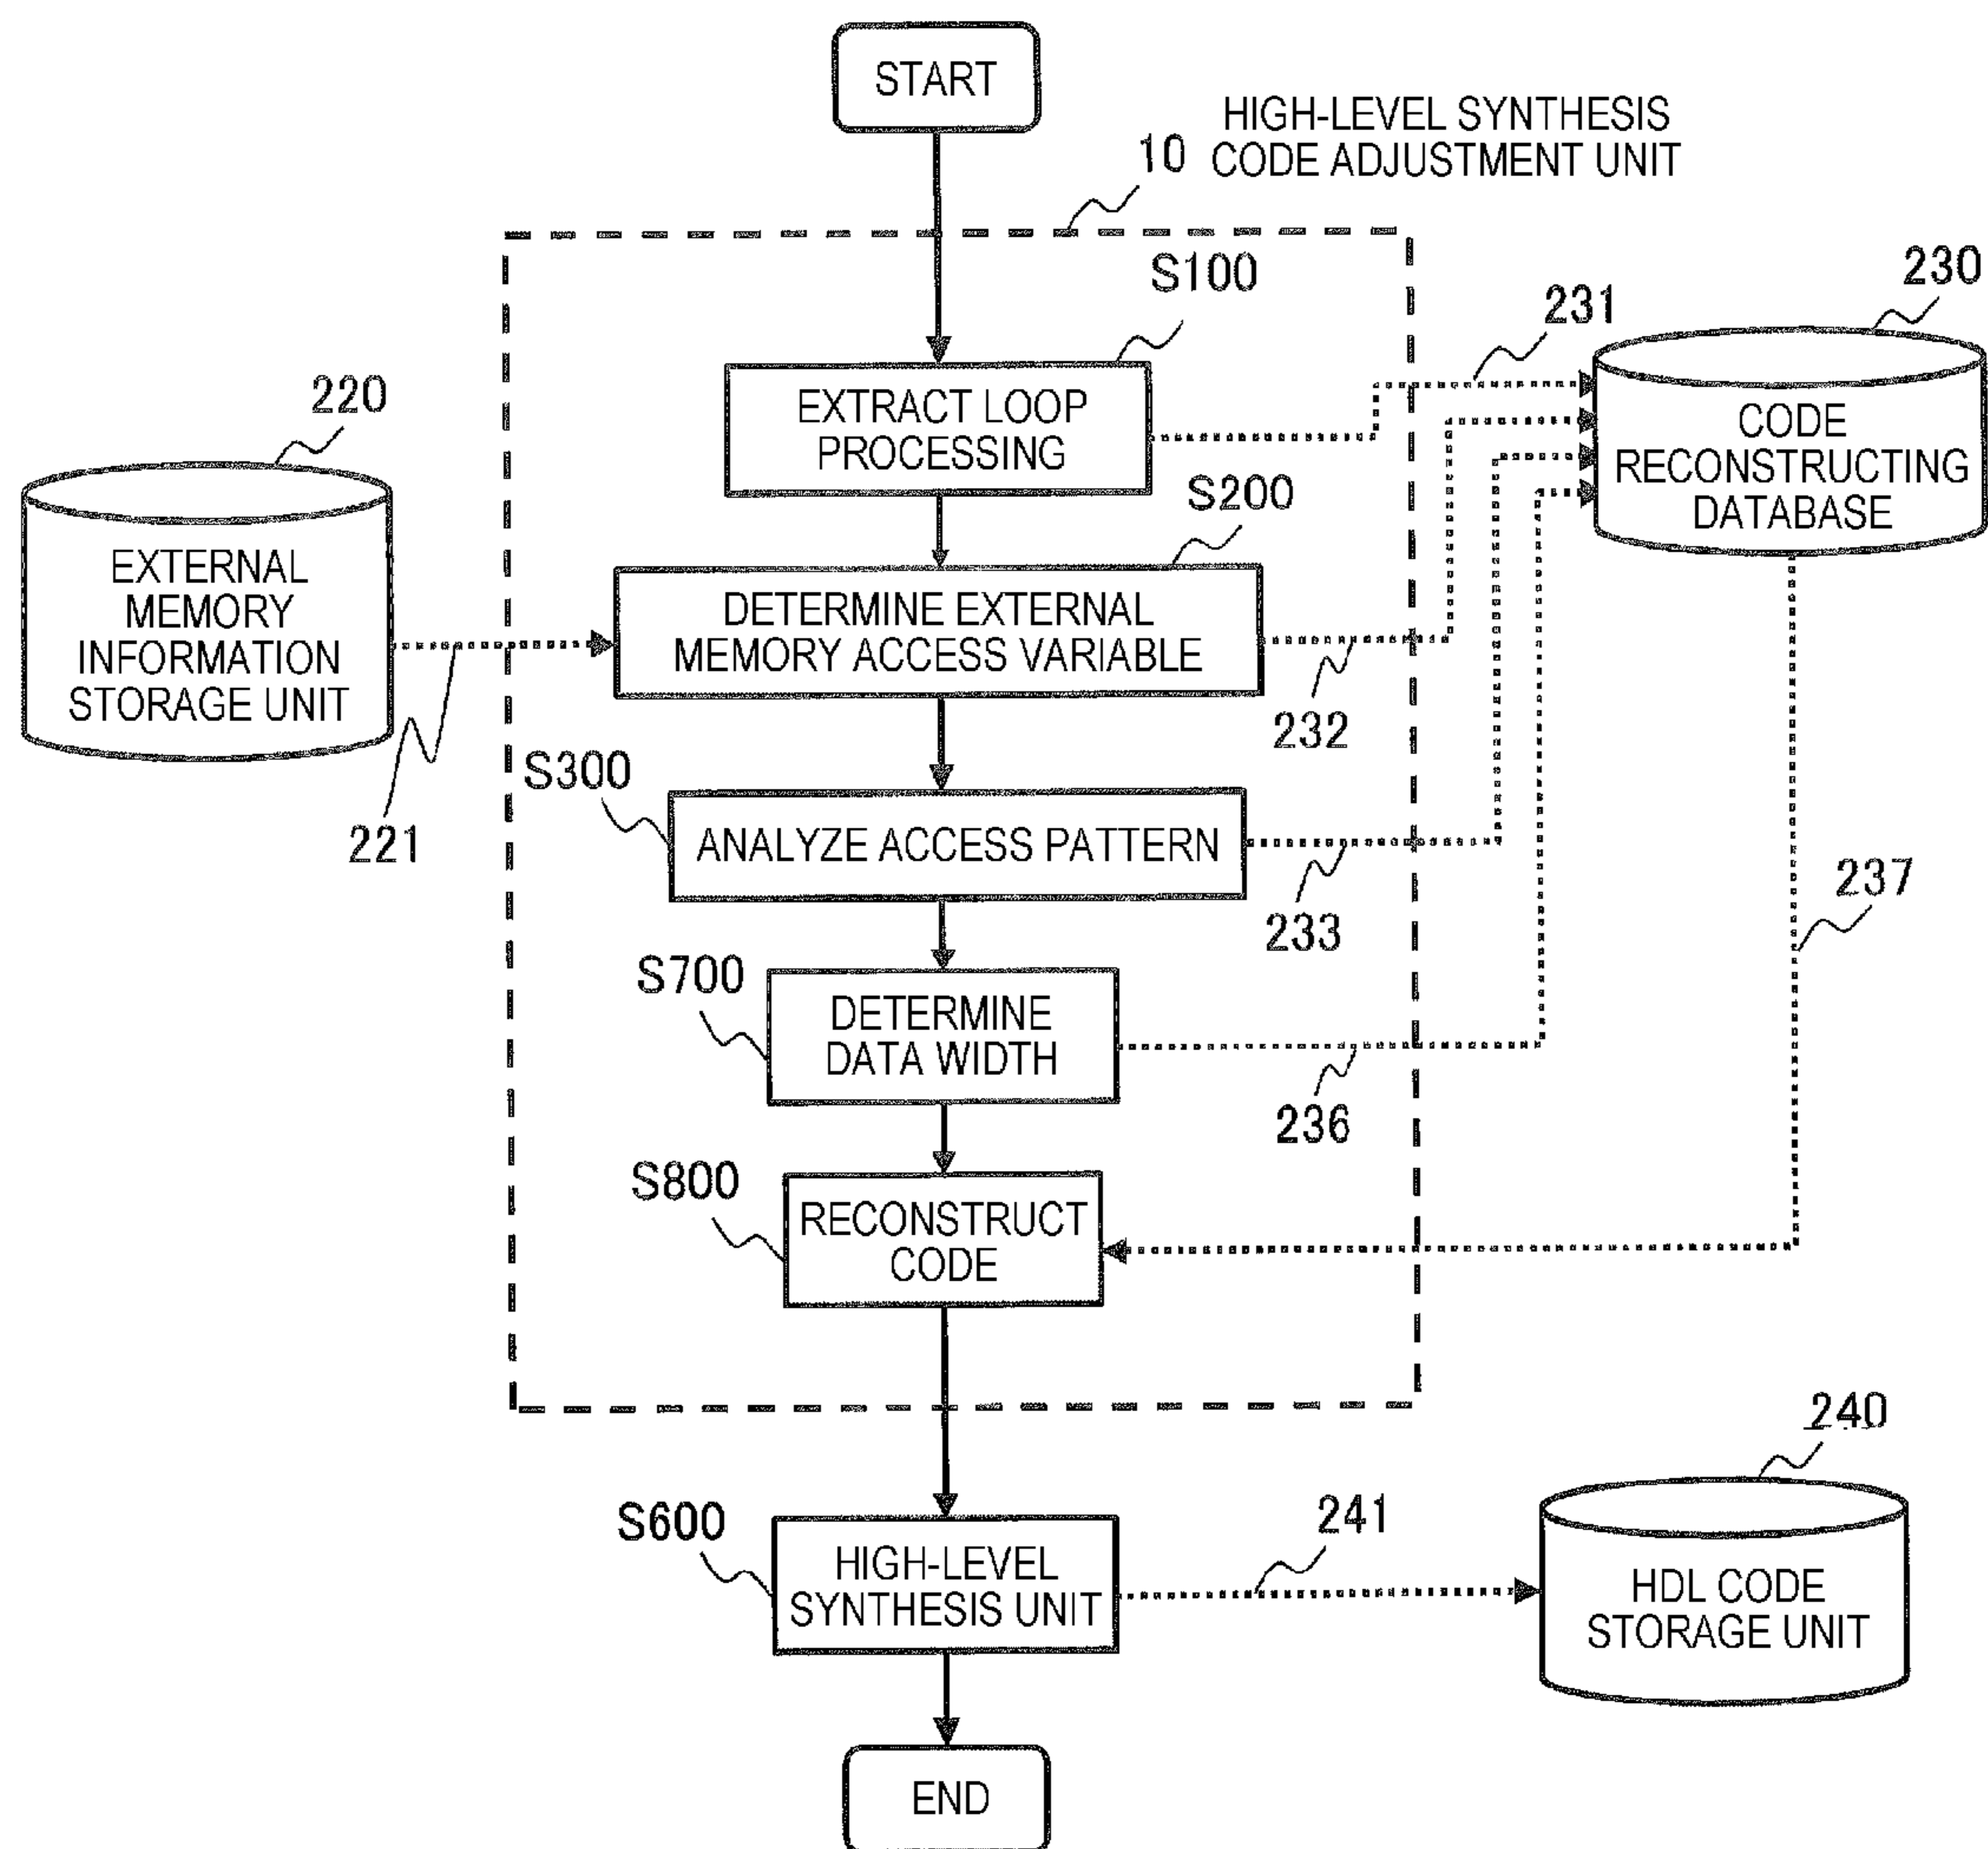 START
HIGH-LEVEL SYNTHESIS
10 CODE ADJUSTMENT UNIT
S100
230
231
EXTRACT LOOP
PROCESSING
220
CODE
RECONSTRUCTING
DATABASE
S200
EXTERNAL
MEMORY
INFORMATION
STORAGE UNIT
DETERMINE EXTERNAL
MEMORY ACCESS VARIABLE
232
S300
221
ANALYZE ACCESS PATTERN
237
233
S700
DETERMINE
DATA WIDTH
236
S800
RECONSTRUCT
CODE
240
S600
241
HIGH-LEVEL
SYNTHESIS UNIT
HDL CODE
STORAGE UNIT
END